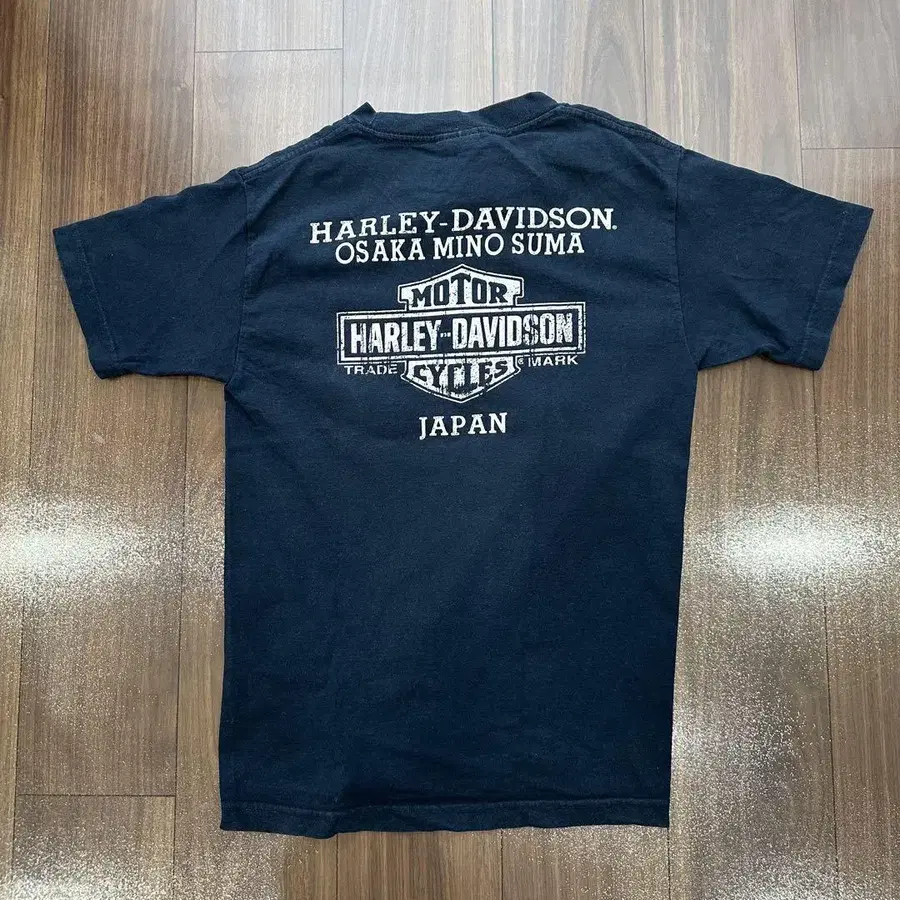 HARLEY-DAVIDSON.
OSAKA MINO SUMA
MOTOR
HARLEY-DAVIDSON
TRADE ® MARK
CYCLES
JAPAN